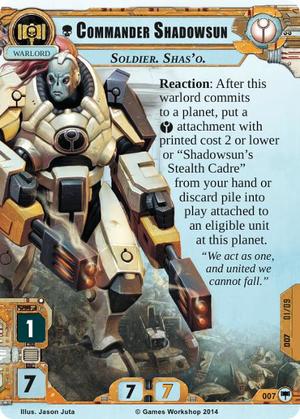 COMMANDER SHADOWSUN
WARLORD
SOLDIER. SHAS'O.
Reaction: After this
warlord commits
to a planet, put a
attachment with
printed cost 2 or lower
or “Shadowsun's
Stealth Cadre”
from your hand or
discard pile into
play attached to
an eligible unit
at this planet.
“We act as one,
and united we
cannot fall.”
1
7
7
7
007 01/09
007
Illus. Jason Juta
© Games Workshop 2014